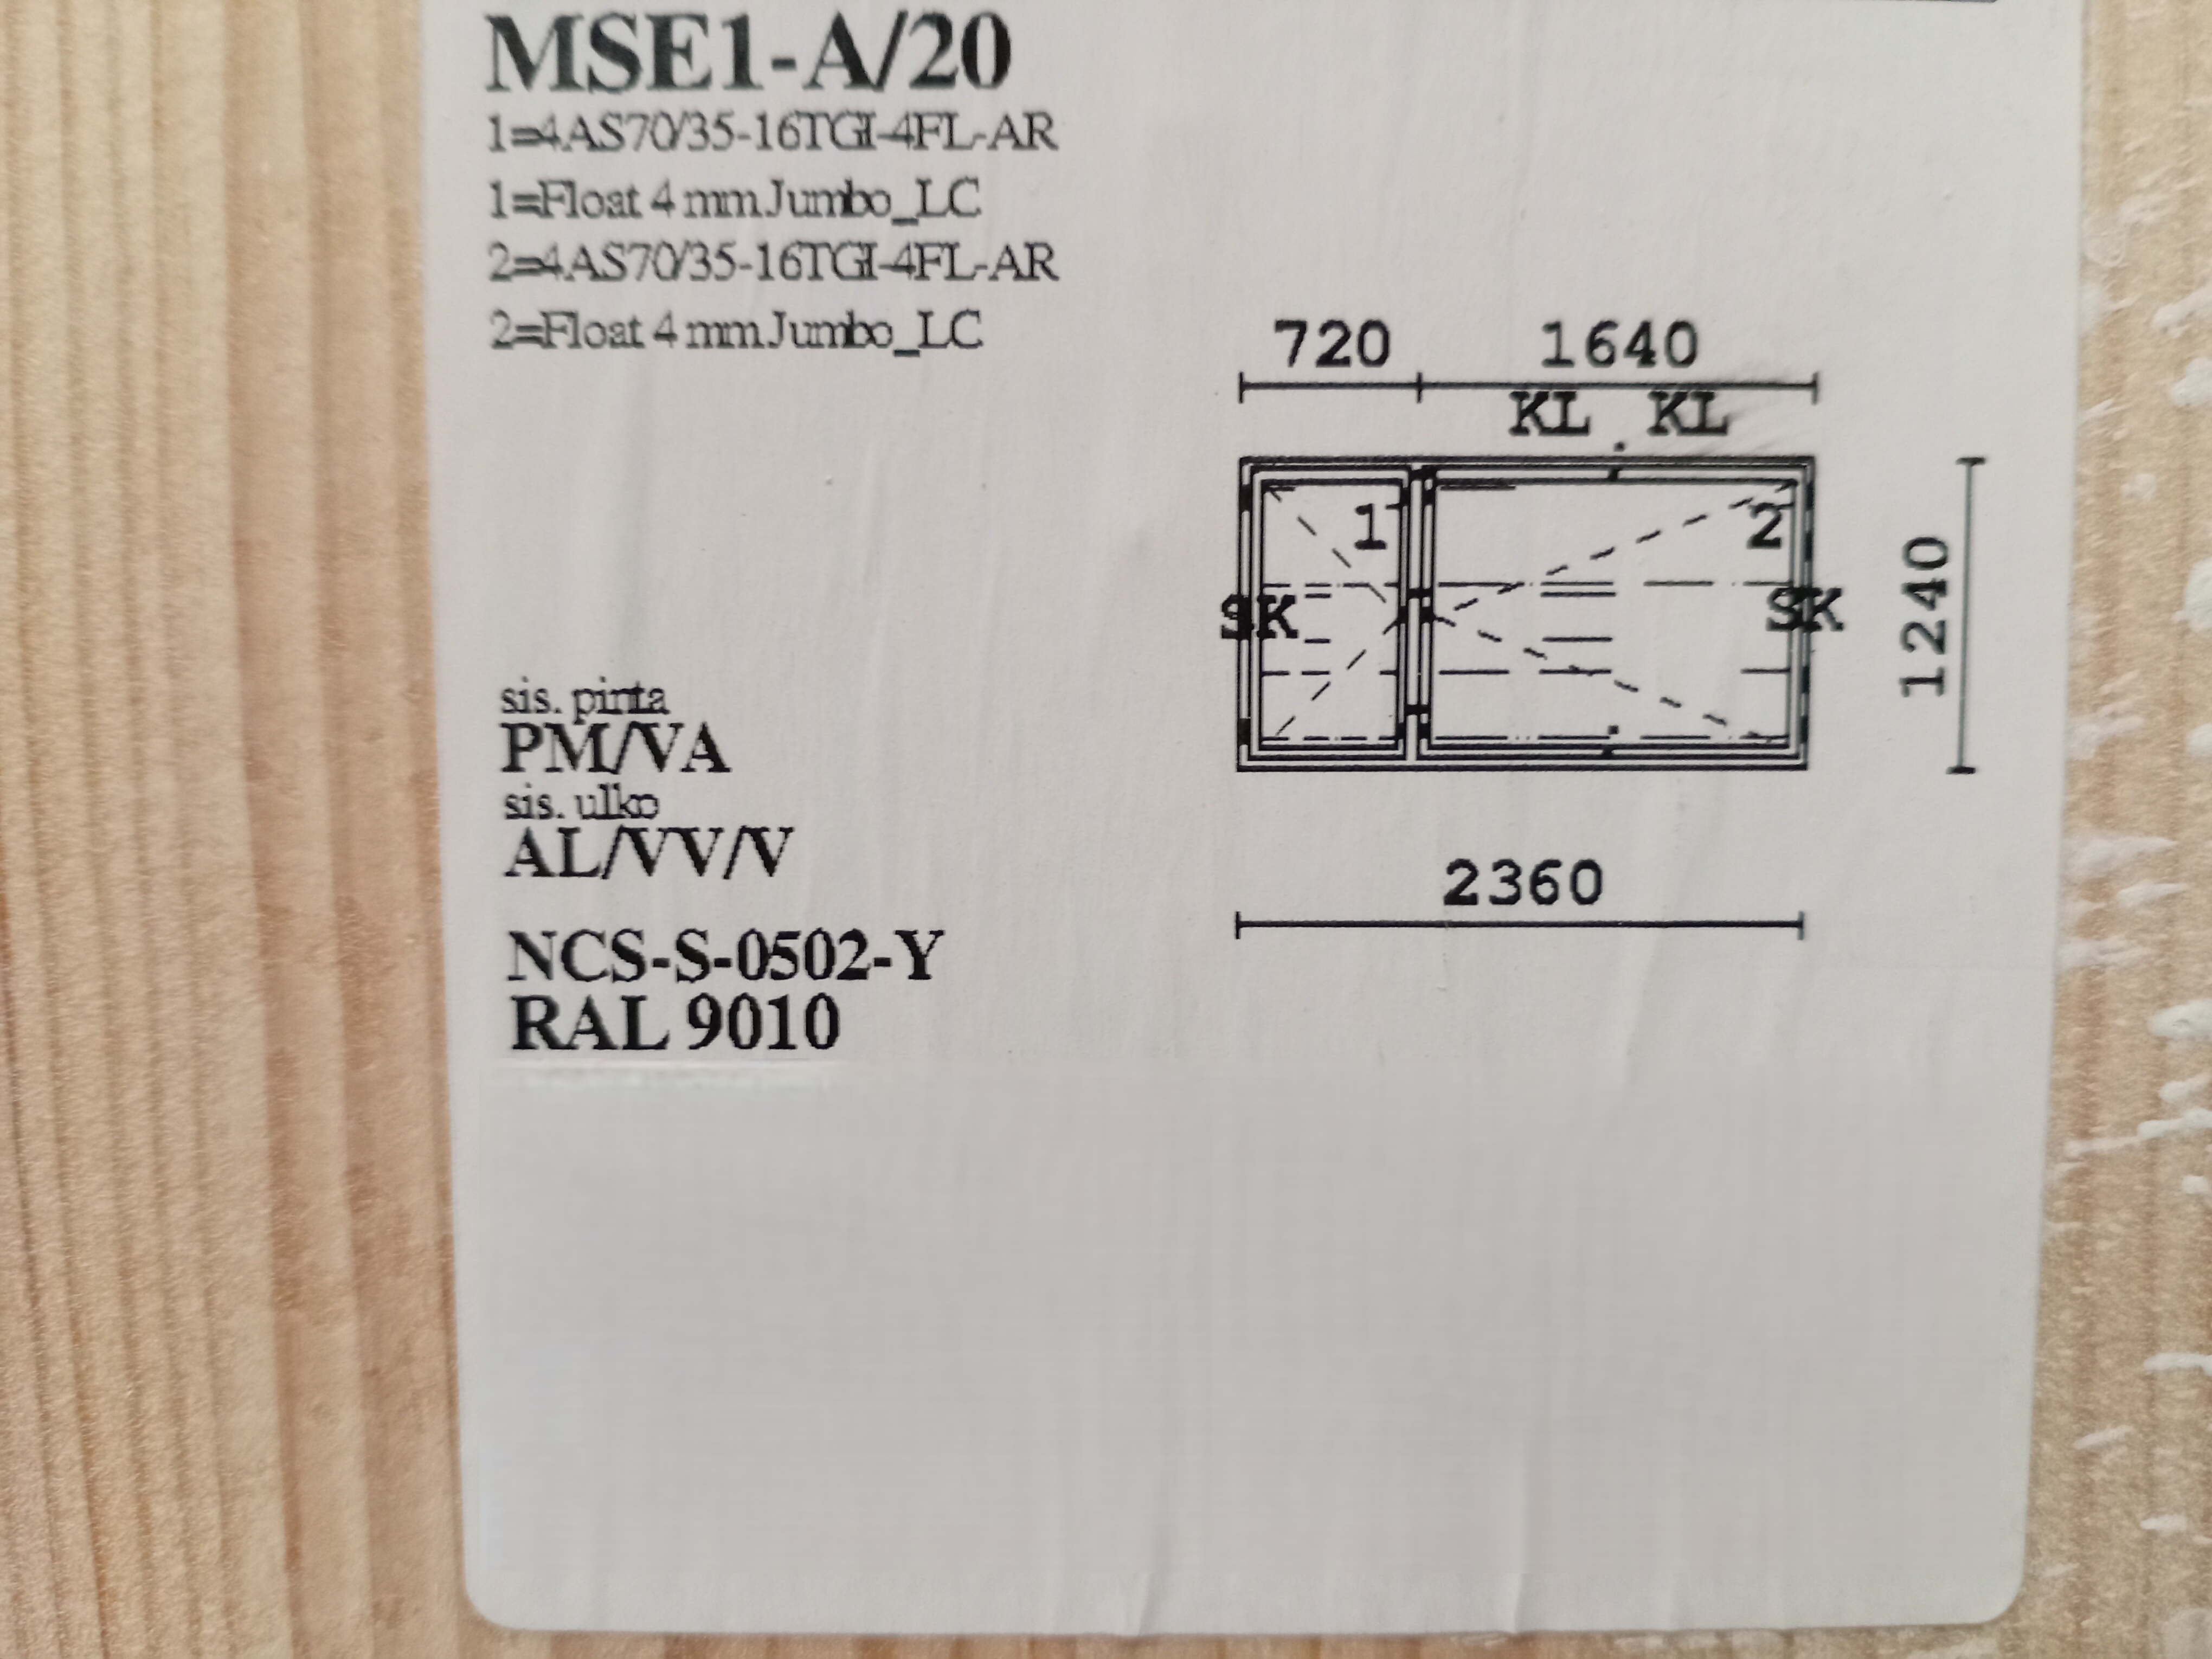 MSE1-A/20
1=4AS70/35-16TGI-4FL-AR
1=Float 4 mm Jumbo_LC
2=4AS70/35-16TGI-4FL-AR
2=Float 4 mm Jumbo_LC
720 1640
KL KL
1 2
SK SK
1240
2360
sis. pinta
PM/VA
sis. ulko
AL/VV/V
NCS-S-0502-Y
RAL 9010